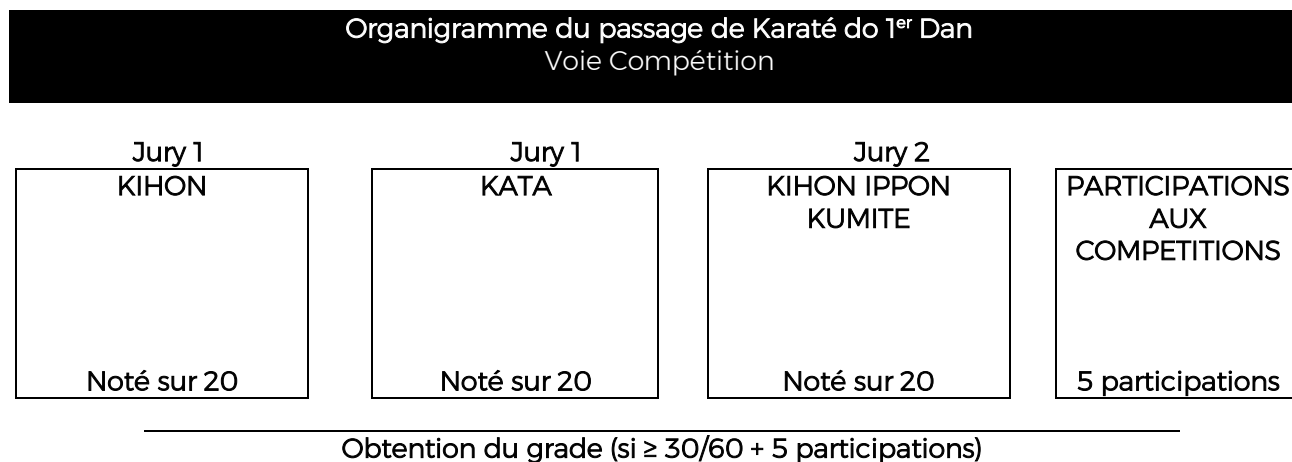 Organigramme du passage de Karaté do 1er Dan
Voie Compétition
Jury 1
KIHON
Noté sur 20
Jury 1
KATA
Noté sur 20
Jury 2
KIHON IPPON
KUMITE
Noté sur 20
PARTICIPATIONS
AUX
COMPETITIONS
5 participations
Obtention du grade (si ≥ 30/60 + 5 participations)